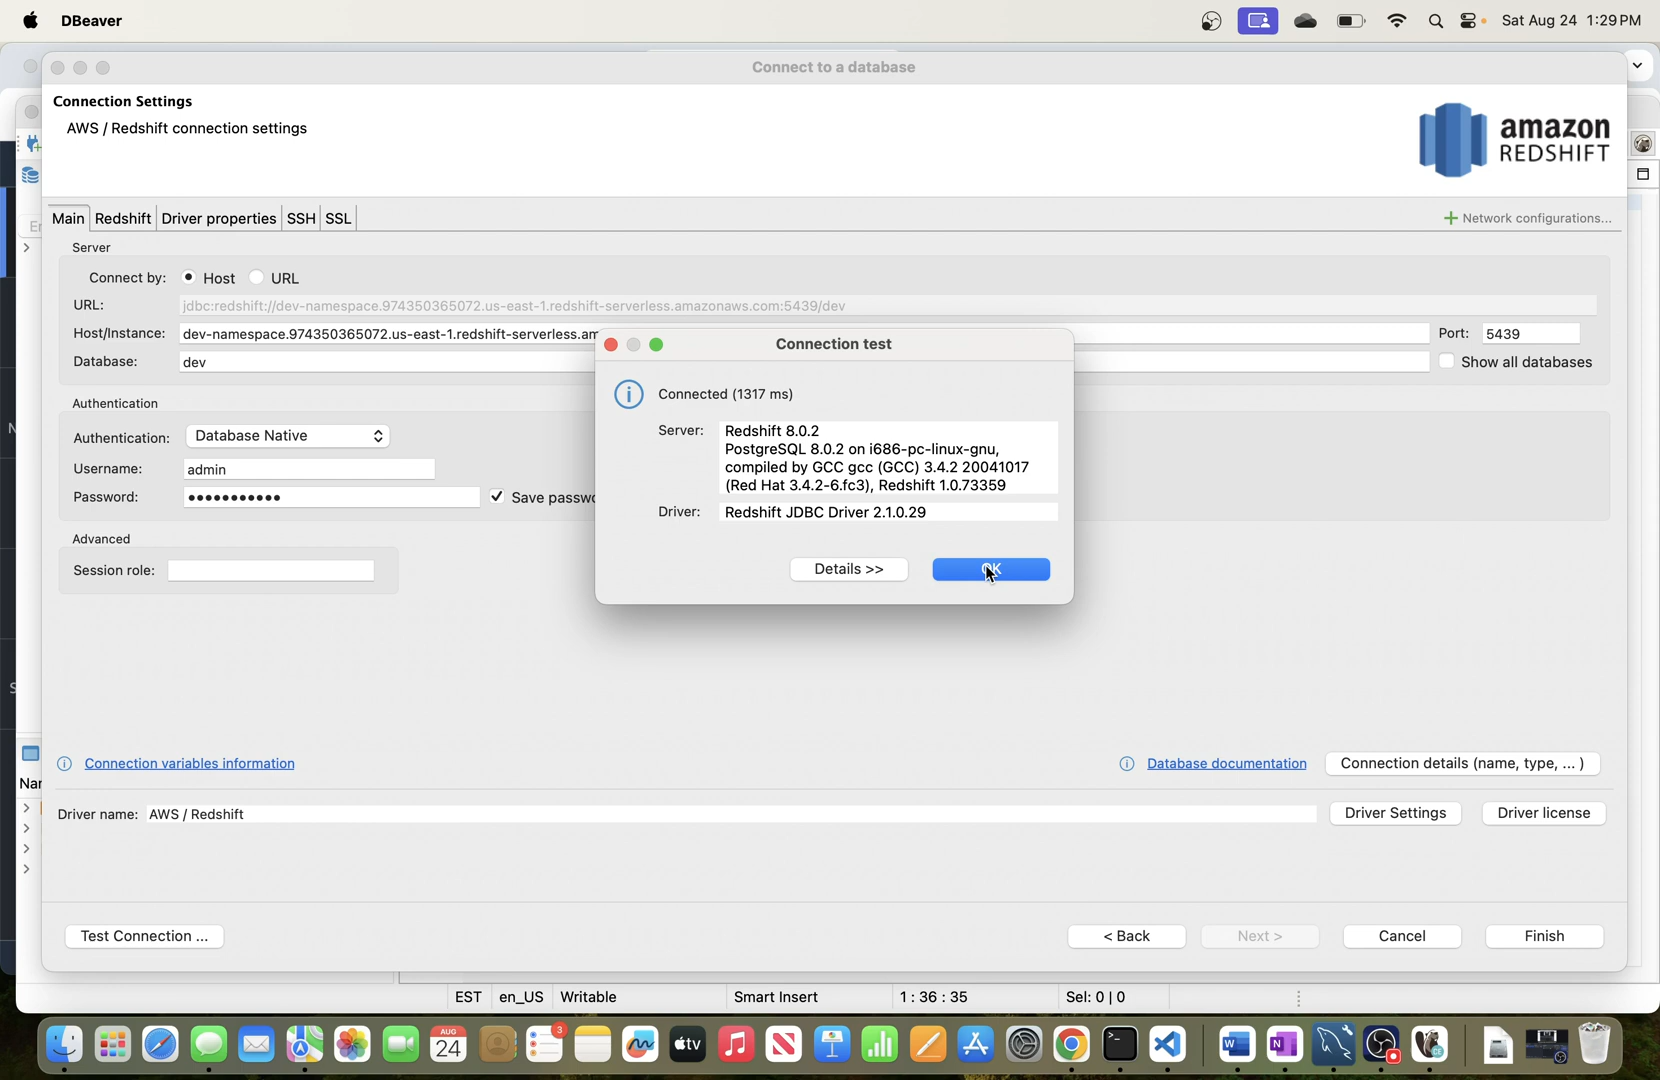 DBeaver
Sat Aug 24 1:29 PM
Connect to a database
Connection Settings
AWS / Redshift connection settings
amazon
REDSHIFT
Main
Redshift
Driver properties
SSH
SSL
Network configurations...
Server
Connect by:
Host
URL
URL:
jdbc:redshift://dev-namespace.974350365072.us-east-1.redshift-serverless.amazonaws.com:5439/dev
Host/Instance:
dev-namespace.974350365072.us-east-1.redshift-serverless.am
Port:
5439
Database:
dev
Show all databases
Connection test
Connected (1317 ms)
Server:
Redshift 8.0.2
PostgreSQL 8.0.2 on i686-pc-linux-gnu,
compiled by GCC gcc (GCC) 3.4.2 20041017
(Red Hat 3.4.2-6.fc3), Redshift 1.0.73359
Driver:
Redshift JDBC Driver 2.1.0.29
Details >>
OK
Authentication
Authentication:
Database Native
Username:
admin
Password:
•••••••••••
Save passwo
Advanced
Session role:
Connection variables information
Database documentation
Connection details (name, type, ... )
Nar
Driver name:
AWS / Redshift
Driver Settings
Driver license
Test Connection ...
< Back
Next >
Cancel
Finish
EST
en_US
Writable
Smart Insert
1 : 36 : 35
Sel: 0 | 0
AUG
24
3
tv